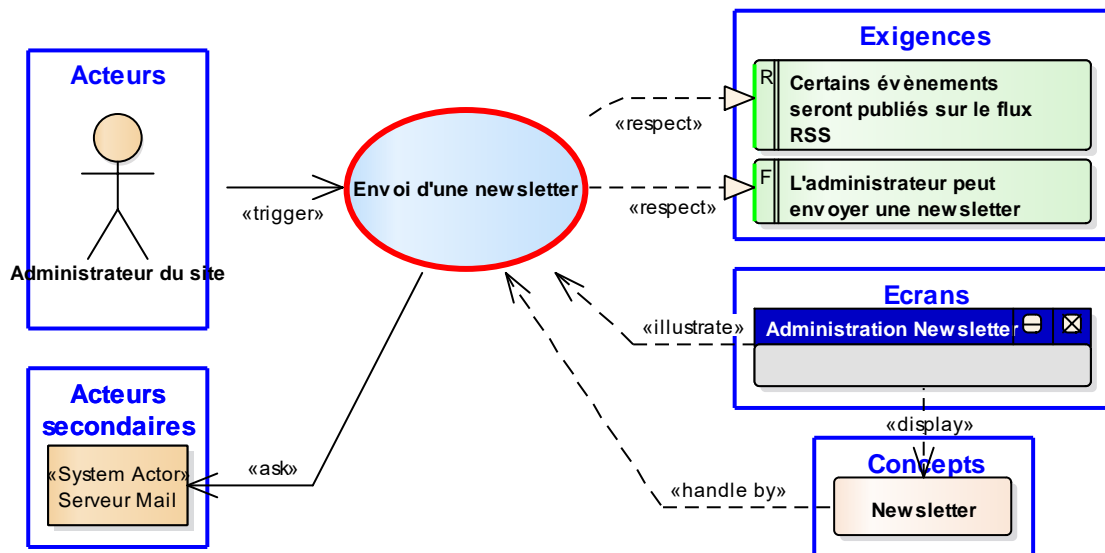 Acteurs
Administrateur du site
«trigger»
Envoi d'une newsletter
«respect»
«respect»
Exigences
R
Certains évènements
seront publiés sur le flux
RSS
F
L'administrateur peut
envoyer une newsletter
Ecrans
«illustrate»
Administration Newsletter
«display»
Acteurs
secondaires
«System Actor»
Serveur Mail
«ask»
«handle by»
Concepts
Newsletter